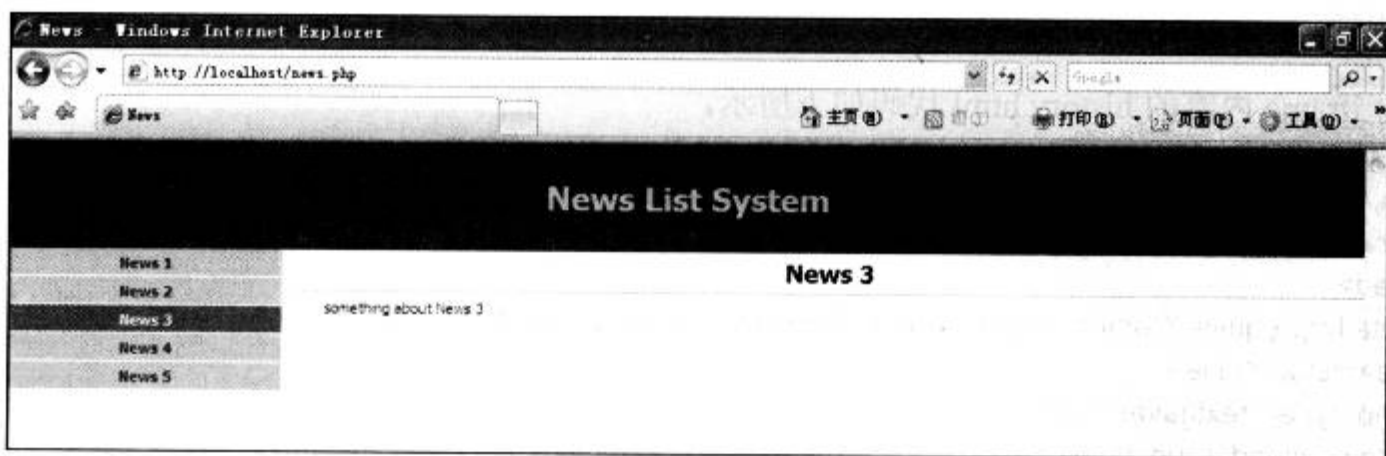 News - Windows Internet Explorer
http //localhost/news php
Google
News
主页 打印 页面 工具
News List System
News 1
News 2
News 3
News 4
News 5
News 3
something about News 3